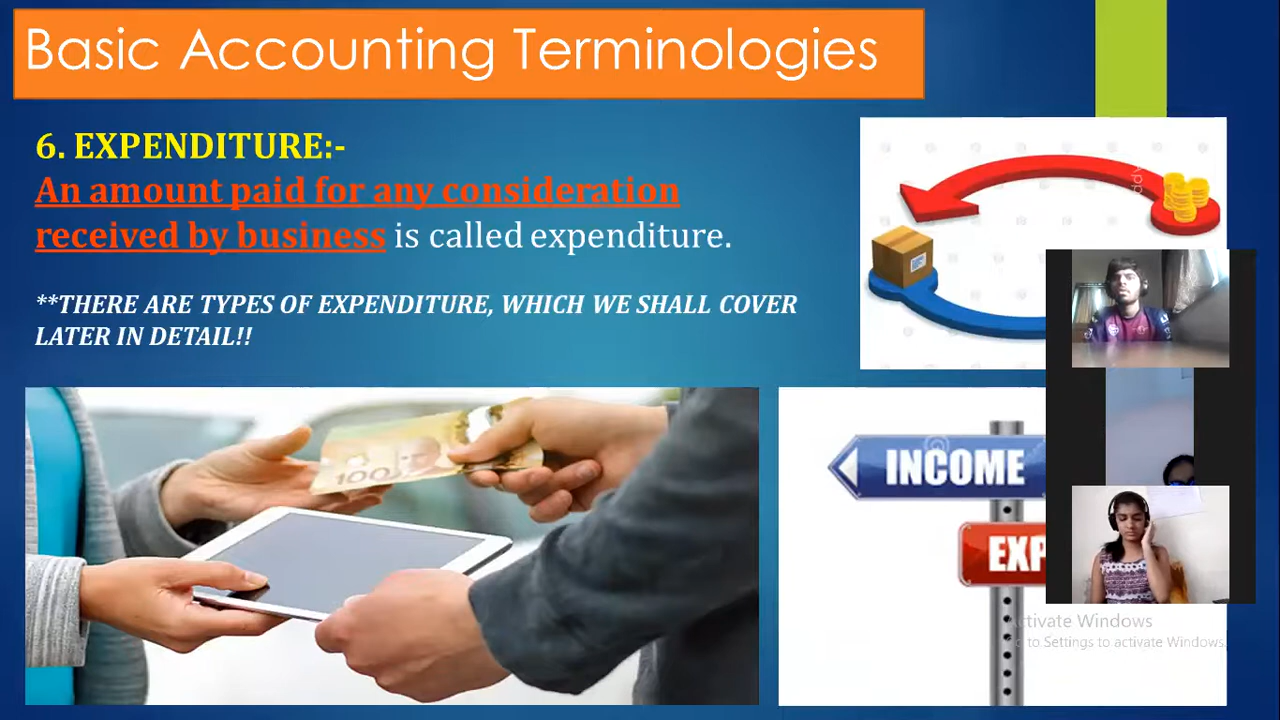 Basic Accounting Terminologies
6. EXPENDITURE:-
An amount paid for any consideration
received by business is called expenditure.
**THERE ARE TYPES OF EXPENDITURE, WHICH WE SHALL COVER
LATER IN DETAIL!!
100
INCOME
EXP
Activate Windows
Go to Settings to activate Windows.